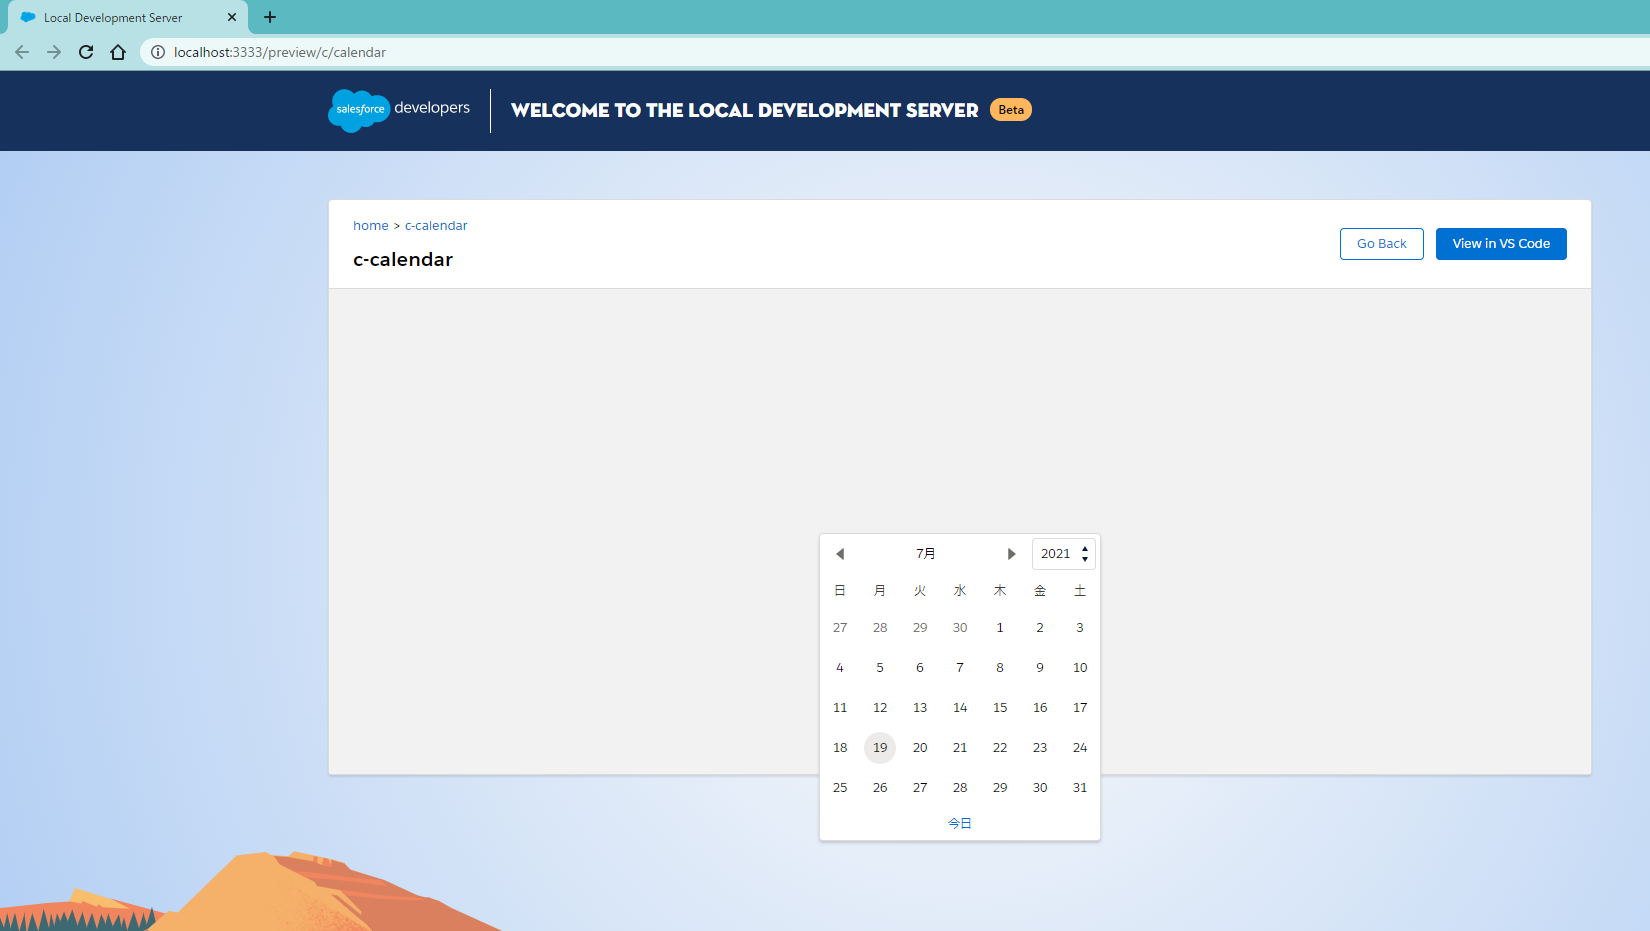 Local Development Server
localhost:3333/preview/c/calendar
salesforce developers WELCOME TO THE LOCAL DEVELOPMENT SERVER Beta
home > c-calendar
c-calendar
Go Back View in VS Code
7月 2021
日 月 火 水 木 金 土
27 28 29 30 1 2 3
4 5 6 7 8 9 10
11 12 13 14 15 16 17
18 19 20 21 22 23 24
25 26 27 28 29 30 31
今日